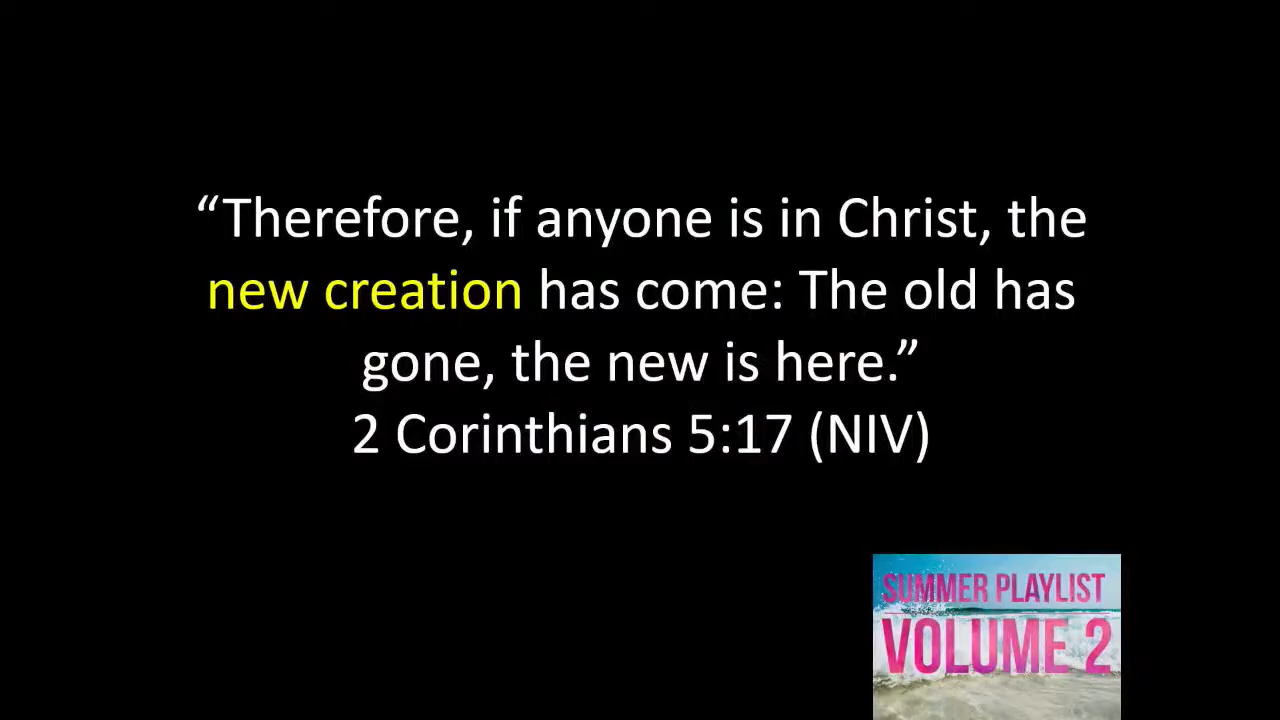 “Therefore, if anyone is in Christ, the
new creation has come: The old has
gone, the new is here.”
2 Corinthians 5:17 (NIV)
SUMMER PLAYLIST
VOLUME 2